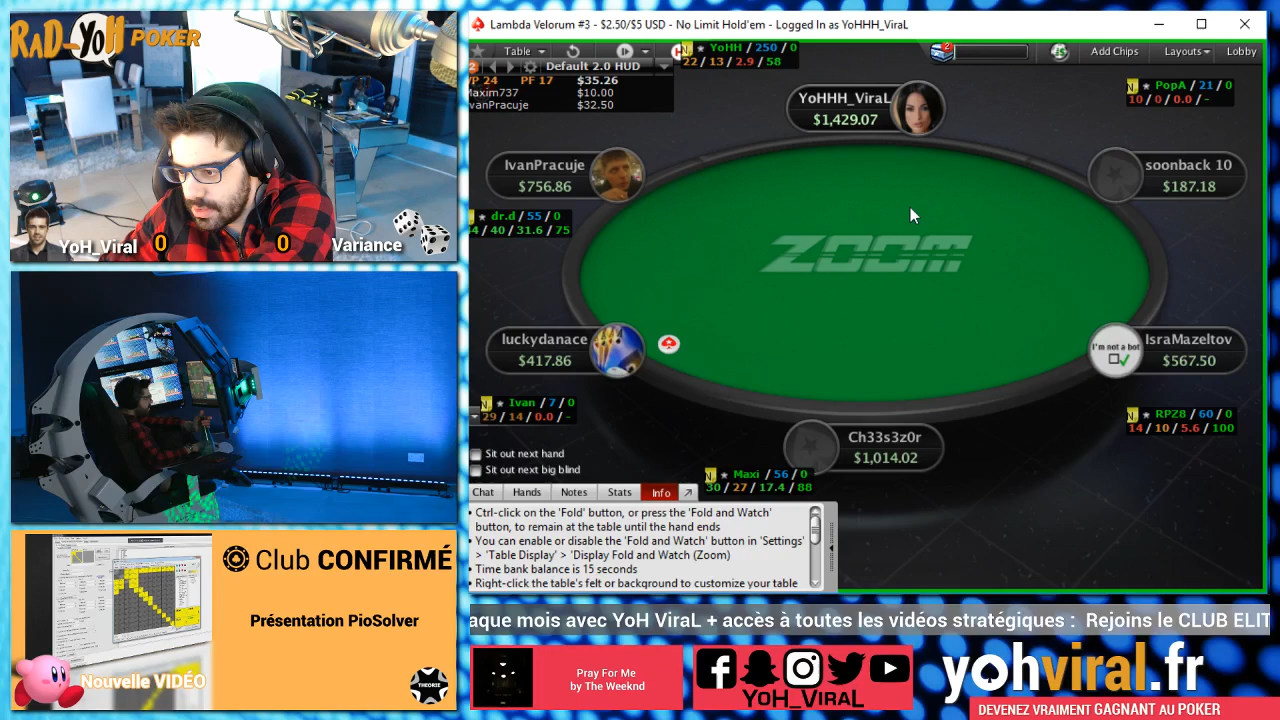 RaD-YoH POKER
YoH_Viral 0 0 Variance
Club CONFIRMÉ
Présentation PioSolver
Nouvelle VIDÉO
THEORIE
Lambda Velorum #3 - $2.50/$5 USD - No Limit Hold'em - Logged In as YoHHH_ViraL
Table
Add Chips Layouts Lobby
YoHH / 250 / 0
22 / 13 / 2.9 / 58
Default 2.0 HUD
24 PF 17 $35.26
Maxim737 $10.00
IvanPracuje $32.50
YoHHH_ViraL
$1,429.07
PopA / 21 / 0
10 / 0 / 0.0 / -
IvanPracuje
$756.86
soonback 10
$187.18
dr.d / 55 / 0
/ 40 / 31.6 / 75
ZOOM
luckydanace
$417.86
I'm not a bot
IsraMazeltov
$567.50
Ivan / 7 / 0
29 / 14 / 0.0 / -
RPZ8 / 60 / 0
14 / 10 / 5.6 / 100
Ch33s3z0r
$1,014.02
Sit out next hand
Sit out next big blind
Maxi / 56 / 0
30 / 27 / 17.4 / 88
Chat Hands Notes Stats Info
• Ctrl-click on the 'Fold' button, or press the 'Fold and Watch'
button, to remain at the table until the hand ends
• You can enable or disable the 'Fold and Watch' button in 'Settings'
> 'Table Display' > 'Display Fold and Watch (Zoom)
• Time bank balance is 15 seconds
• Right-click the table's felt or background to customize your table
aque mois avec YoH ViraL + accès à toutes les vidéos stratégiques : Rejoins le CLUB ELIT
Pray For Me
by The Weeknd
YoH_ViraL
yohviral.fr
DEVENEZ VRAIMENT GAGNANT AU POKER